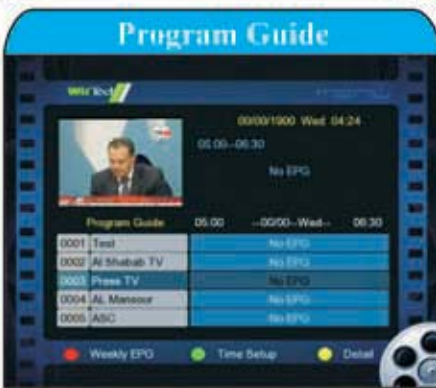 Program Guide
WizTech
00/00/1900 Wed 04:24
05:00--06:30
No EPG
Program Guide 05:00 --00/00--Wed-- 06:30
0001 Test No EPG
0002 Al Shabab TV No EPG
0003 Press TV No EPG
0004 AL Mansour No EPG
0005 ASC No EPG
Weekly EPG Time Setup Detail